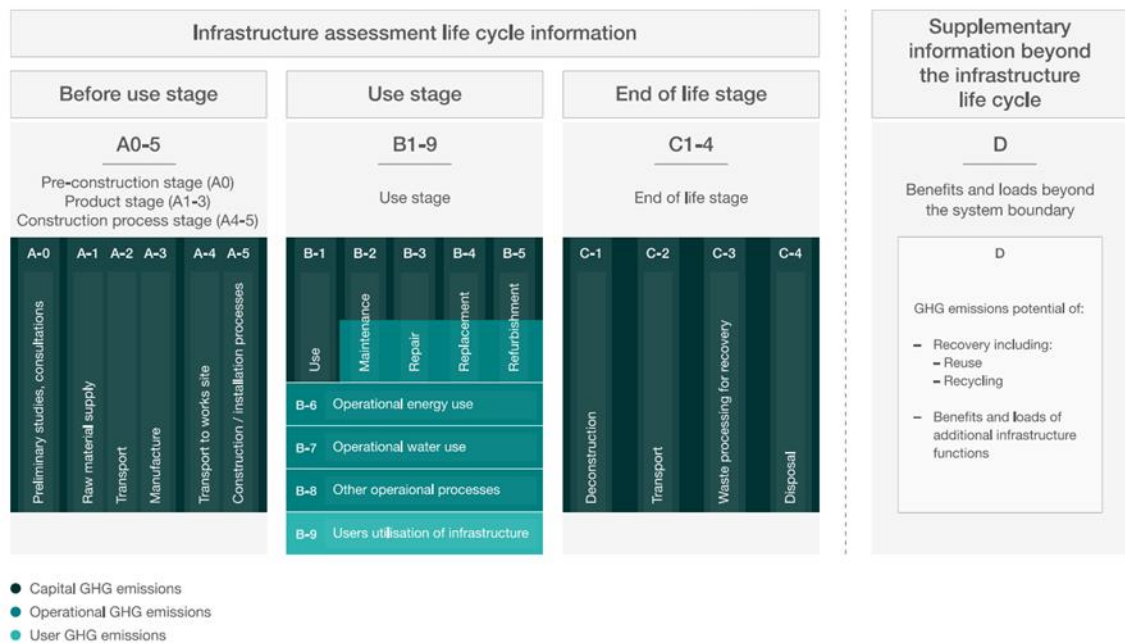 Infrastructure assessment life cycle information
Supplementary
information beyond
the infrastructure
life cycle
Before use stage
Use stage
End of life stage
A0-5
Pre-construction stage (A0)
Product stage (A1-3)
Construction process stage (A4-5)
B1-9
Use stage
C1-4
End of life stage
D
Benefits and loads beyond
the system boundary
A-0
Preliminary studies, consultations
A-1
Raw material supply
A-2
Transport
A-3
Manufacture
A-4
Transport to works site
A-5
Construction / installation processes
B-1
Use
B-2
Maintenance
B-3
Repair
B-4
Replacement
B-5
Refurbishment
B-6 Operational energy use
B-7 Operational water use
B-8 Other operaional processes
B-9 Users utilisation of infrastructure
C-1
Deconstruction
C-2
Transport
C-3
Waste processing for recovery
C-4
Disposal
D
GHG emissions potential of:
– Recovery including:
– Reuse
– Recycling
– Benefits and loads of
additional infrastructure
functions
Capital GHG emissions
Operational GHG emissions
User GHG emissions